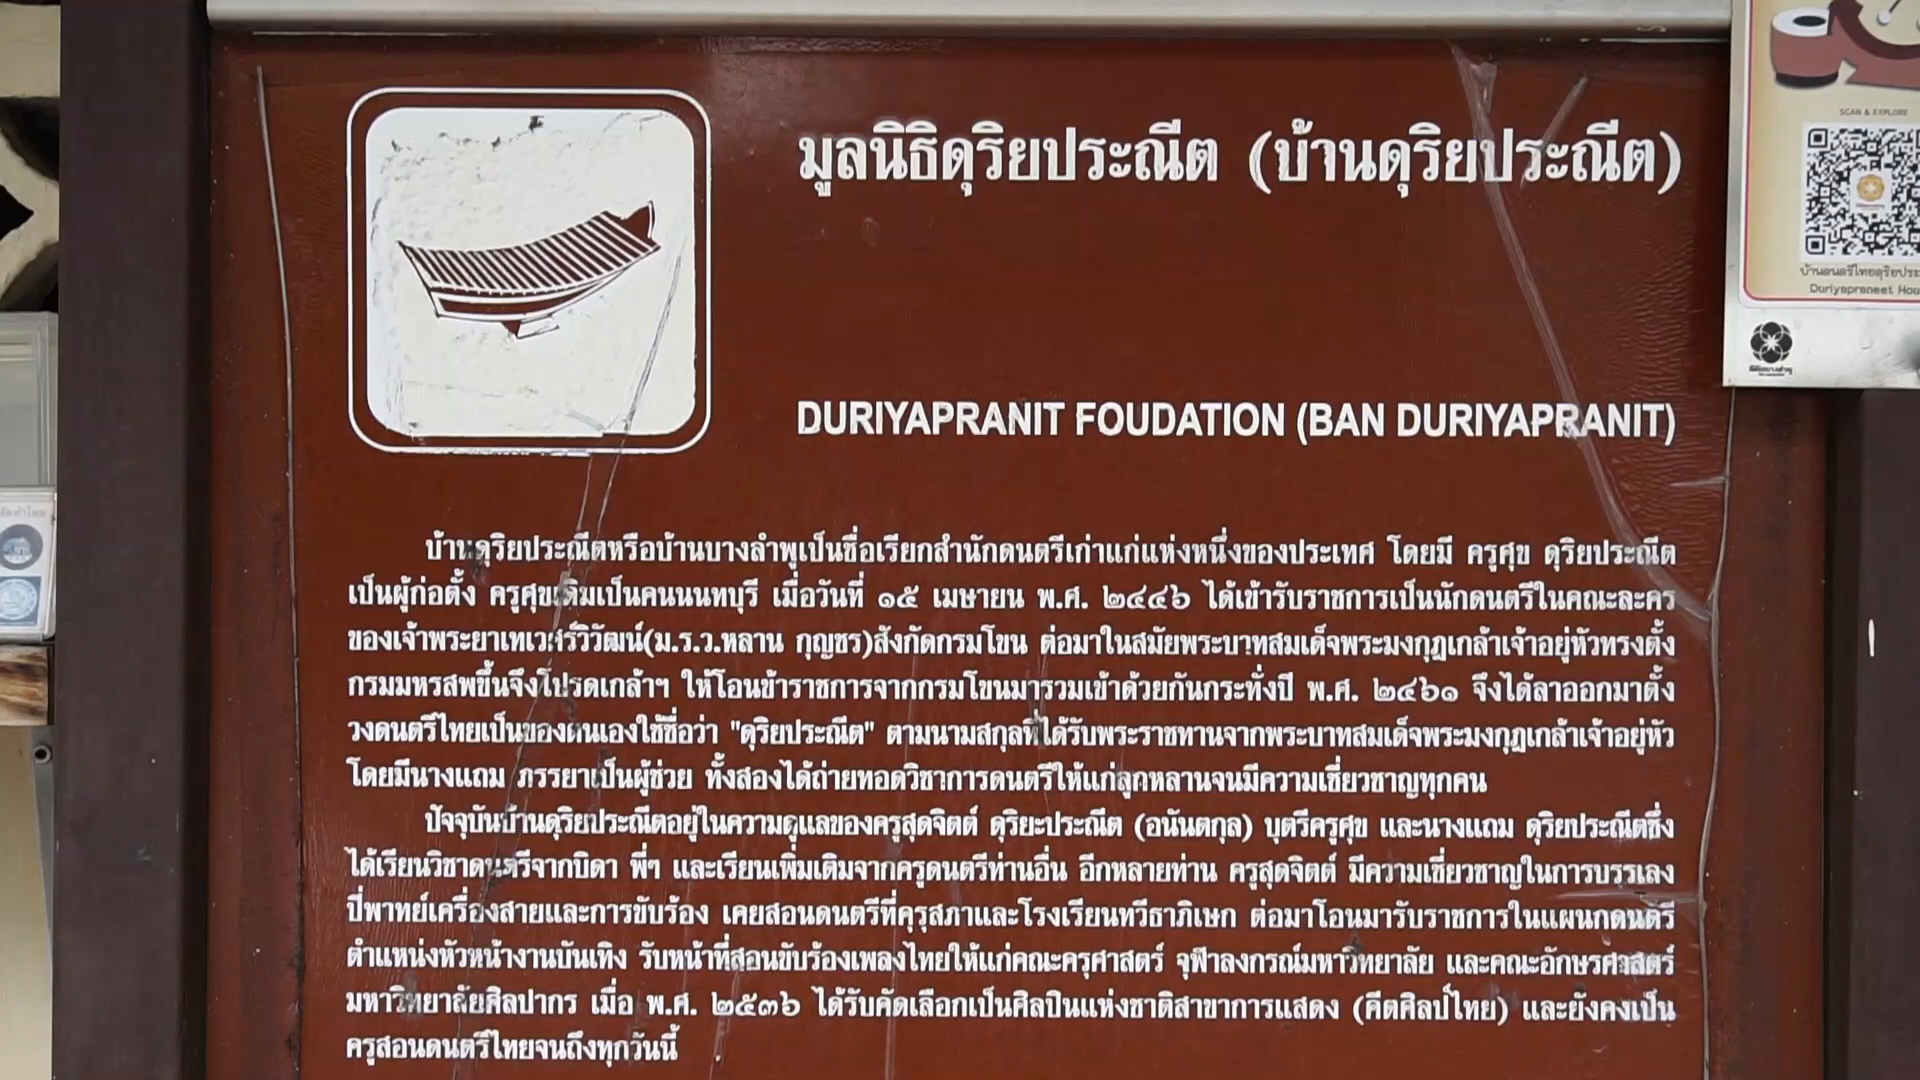 มูลนิธิดุริยประณีต (บ้านดุริยประณีต)
DURIYAPRANIT FOUDATION (BAN DURIYAPRANIT)
บ้านดุริยประณีตหรือบ้านบางลำพูเป็นชื่อเรียกสำนักดนตรีเก่าแก่แห่งหนึ่งของประเทศ โดยมี ครูศุข ดุริยประณีต
เป็นผู้ก่อตั้ง ครูศุขเดิมเป็นคนนนทบุรี เมื่อวันที่ ๑๕ เมษายน พ.ศ. ๒๔๔๖ ได้เข้ารับราชการเป็นนักดนตรีในคณะละคร
ของเจ้าพระยาเทเวศร์วิวัฒน์(ม.ร.ว.หลาน กุญชร)สังกัดกรมโขน ต่อมาในสมัยพระบาทสมเด็จพระมงกุฎเกล้าเจ้าอยู่หัวทรงตั้ง
กรมมหรสพขึ้นจึงโปรดเกล้าฯ ให้โอนข้าราชการจากกรมโขนมารวมเข้าด้วยกันกระทั่งปี พ.ศ. ๒๔๖๑ จึงได้ลาออกมาตั้ง
วงดนตรีไทยเป็นของตนเองใช้ชื่อว่า "ดุริยประณีต" ตามนามสกุลที่ได้รับพระราชทานจากพระบาทสมเด็จพระมงกุฎเกล้าเจ้าอยู่หัว
โดยมีนางแถม ภรรยาเป็นผู้ช่วย ทั้งสองได้ถ่ายทอดวิชาการดนตรีให้แก่ลูกหลานจนมีความเชี่ยวชาญทุกคน
ปัจจุบันบ้านดุริยประณีตอยู่ในความดูแลของครูสุดจิตต์ ดุริยะประณีต (อนันตกุล) บุตรีครูศุข และนางแถม ดุริยประณีตซึ่ง
ได้เรียนวิชาดนตรีจากบิดา พี่ๆ และเรียนเพิ่มเติมจากครูดนตรีท่านอื่น อีกหลายท่าน ครูสุดจิตต์ มีความเชี่ยวชาญในการบรรเลง
ปี่พาทย์เครื่องสายและการขับร้อง เคยสอนดนตรีที่คุรุสภาและโรงเรียนทวีธาภิเษก ต่อมาโอนมารับราชการในแผนกดนตรี
ตำแหน่งหัวหน้างานบันเทิง รับหน้าที่สอนขับร้องเพลงไทยให้แก่คณะครุศาสตร์ จุฬาลงกรณ์มหาวิทยาลัย และคณะอักษรศาสตร์
มหาวิทยาลัยศิลปากร เมื่อ พ.ศ. ๒๕๓๖ ได้รับคัดเลือกเป็นศิลปินแห่งชาติสาขาการแสดง (คีตศิลป์ไทย) และยังคงเป็น
ครูสอนดนตรีไทยจนถึงทุกวันนี้
SCAN & EXPLORE
บ้านดนตรีไทยดุริยประ
Duriyapraneet Hou